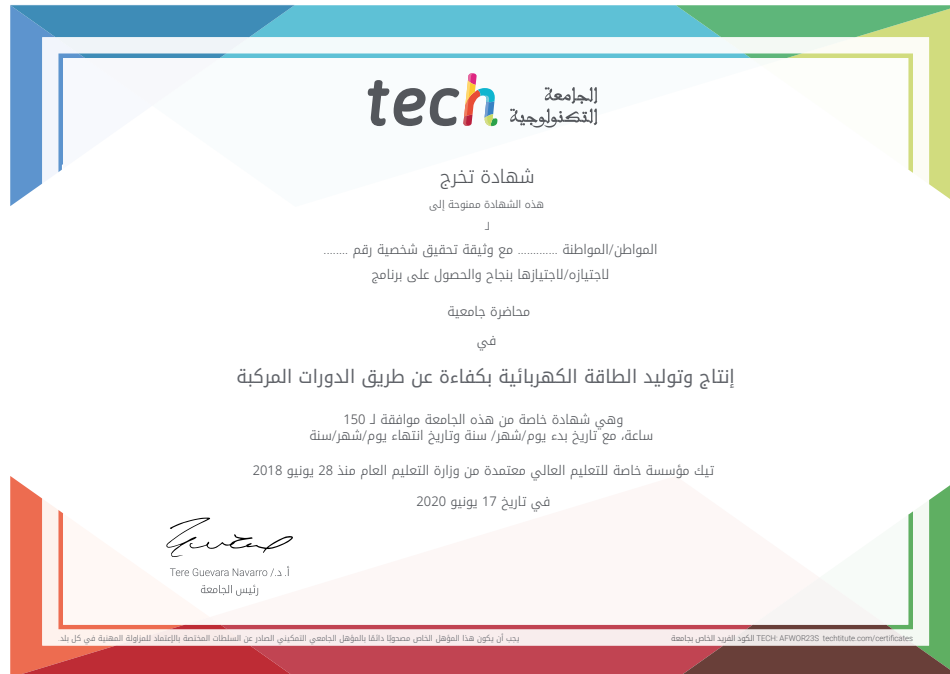 tech
الجامعة
التكنولوجية
شهادة تخرج
هذه الشهادة ممنوحة إلى
لـ
المواطن/المواطنة ............. مع وثيقة تحقيق شخصية رقم ........
لاجتيازه/لاجتيازها بنجاح والحصول على برنامج
محاضرة جامعية
في
إنتاج وتوليد الطاقة الكهربائية بكفاءة عن طريق الدورات المركبة
وهي شهادة خاصة من هذه الجامعة موافقة لـ 150
ساعة، مع تاريخ بدء يوم/شهر/ سنة وتاريخ انتهاء يوم/شهر/سنة
تيك مؤسسة خاصة للتعليم العالي معتمدة من وزارة التعليم العام منذ 28 يونيو 2018
في تاريخ 17 يونيو 2020
أ. د./ Tere Guevara Navarro
رئيس الجامعة
يجب أن يكون هذا المؤهل الخاص مصحوبًا دائمًا بالمؤهل الجامعي التمكيني الصادر عن السلطات المختصة بالإعتماد للمزاولة المهنية في كل بلد.
الكود الفريد الخاص بجامعة TECH: AFWOR23S techtitute.com/certificates